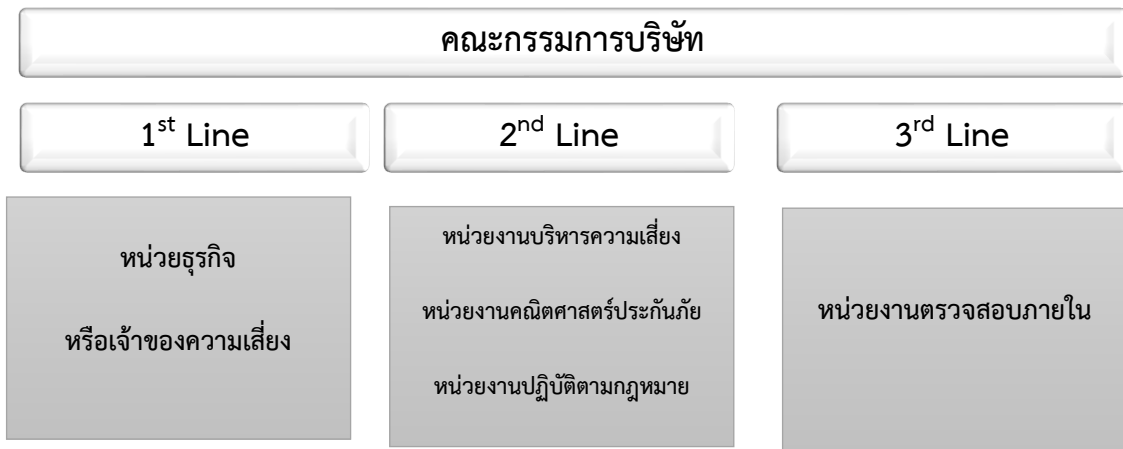 คณะกรรมการบริษัท
1st Line
2nd Line
3rd Line
หน่วยธุรกิจ
หรือเจ้าของความเสี่ยง
หน่วยงานบริหารความเสี่ยง
หน่วยงานคณิตศาสตร์ประกันภัย
หน่วยงานปฏิบัติตามกฎหมาย
หน่วยงานตรวจสอบภายใน